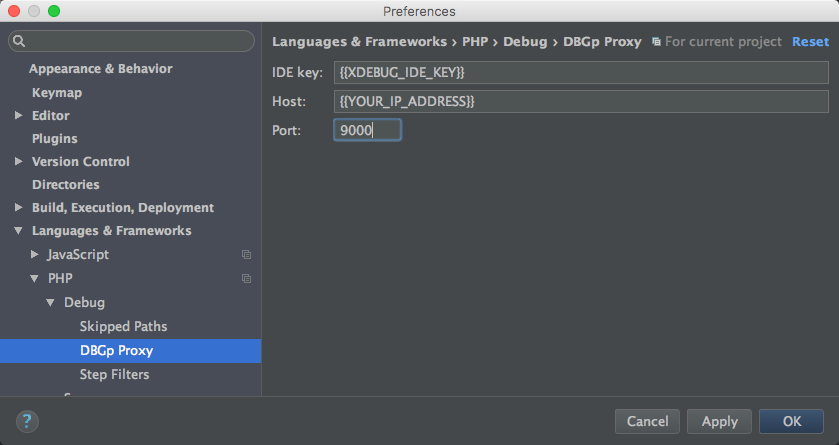 Preferences
Languages & Frameworks › PHP › Debug › DBGp Proxy For current project Reset
Appearance & Behavior
Keymap
Editor
Plugins
Version Control
Directories
Build, Execution, Deployment
Languages & Frameworks
JavaScript
PHP
Debug
Skipped Paths
DBGp Proxy
Step Filters
IDE key: {{XDEBUG_IDE_KEY}}
Host: {{YOUR_IP_ADDRESS}}
Port: 9000
? Cancel Apply OK